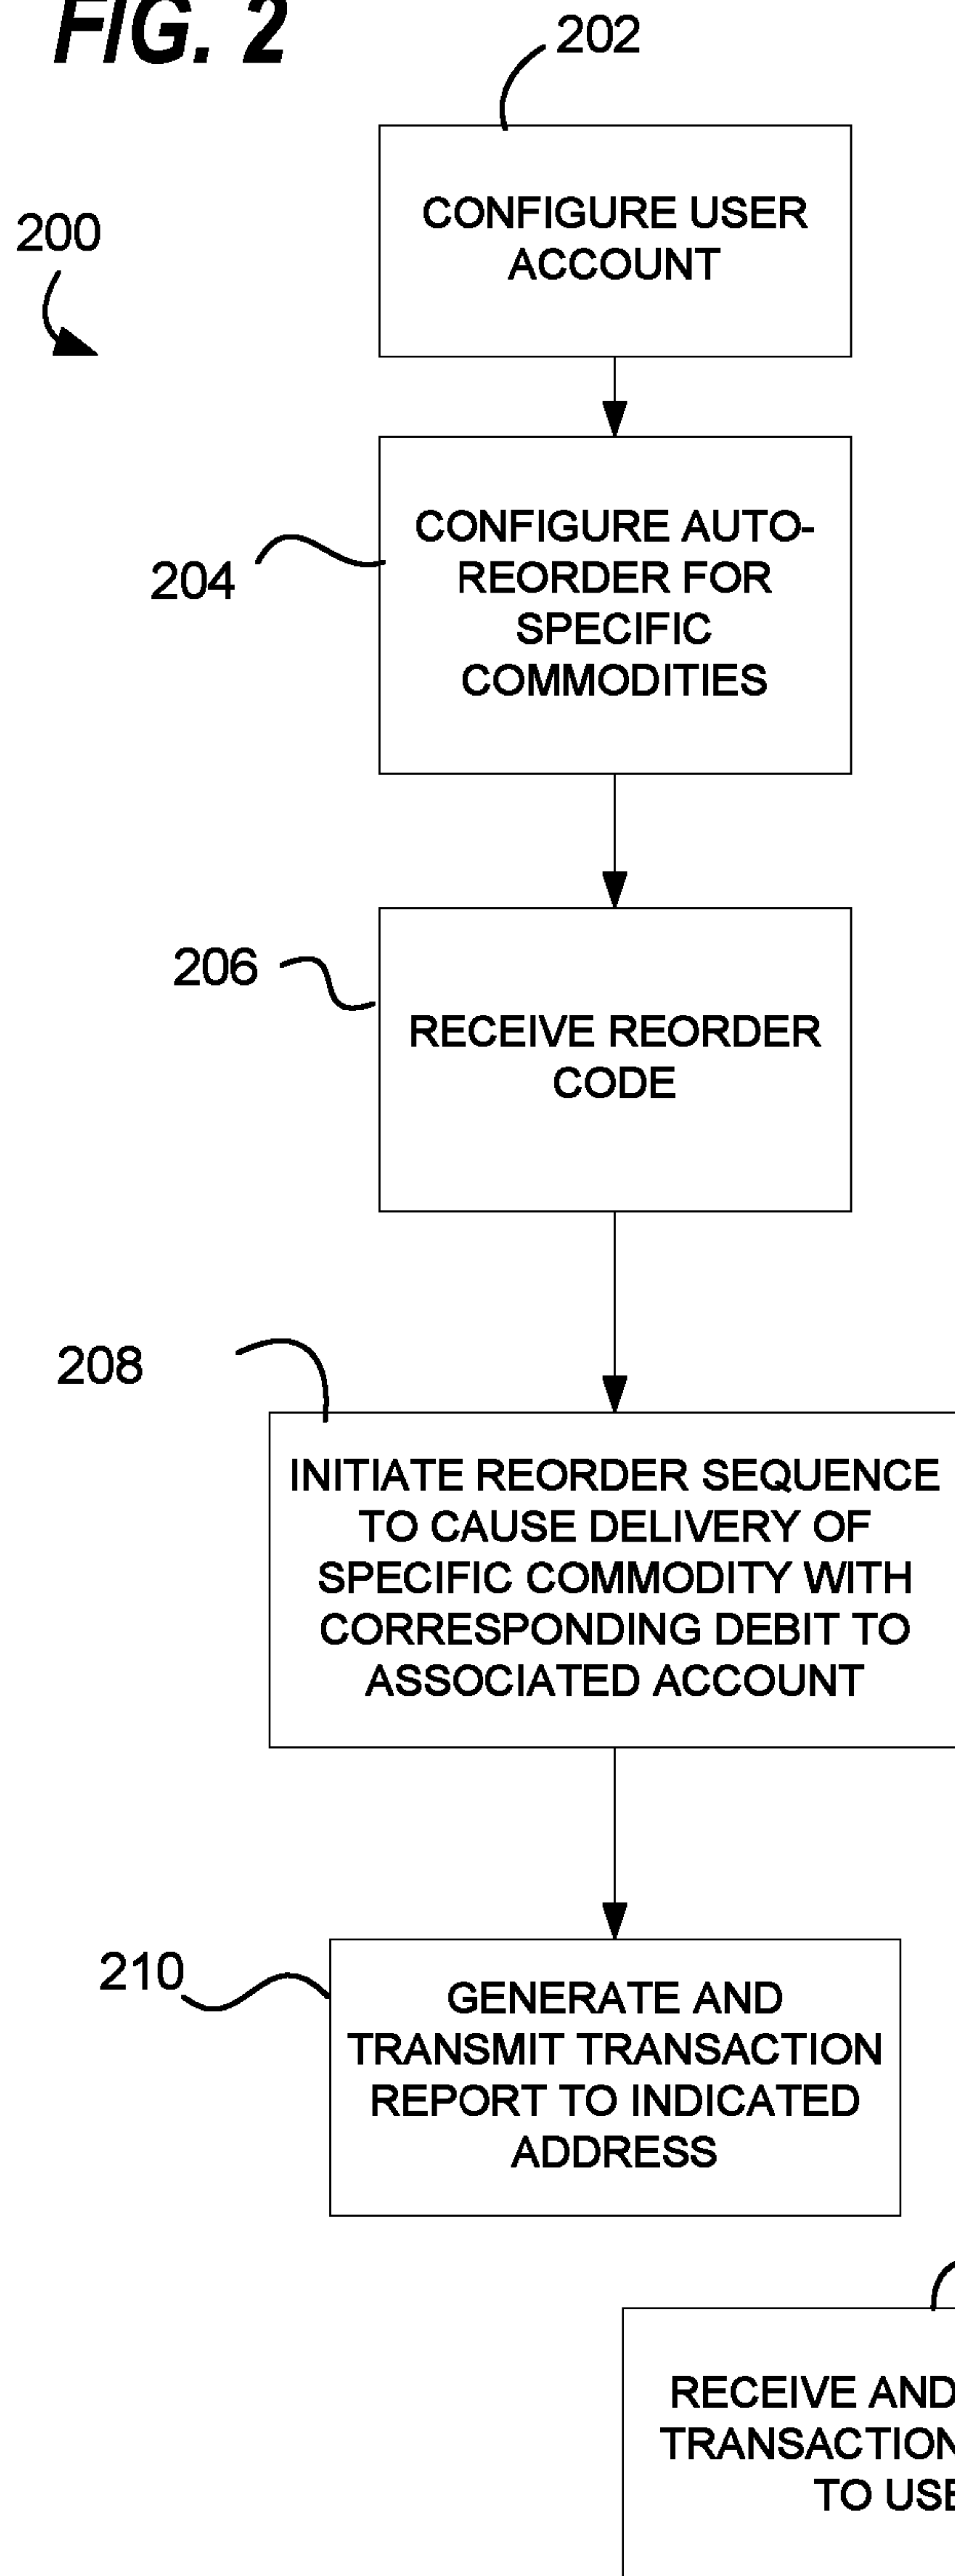 FIG. 2
202
200
CONFIGURE USER
ACCOUNT
204
CONFIGURE AUTO-
REORDER FOR
SPECIFIC
COMMODITIES
206
RECEIVE REORDER
CODE
208
INITIATE REORDER SEQUENCE
TO CAUSE DELIVERY OF
SPECIFIC COMMODITY WITH
CORRESPONDING DEBIT TO
ASSOCIATED ACCOUNT
210
GENERATE AND
TRANSMIT TRANSACTION
REPORT TO INDICATED
ADDRESS
RECEIVE AND
TRANSACTION
TO